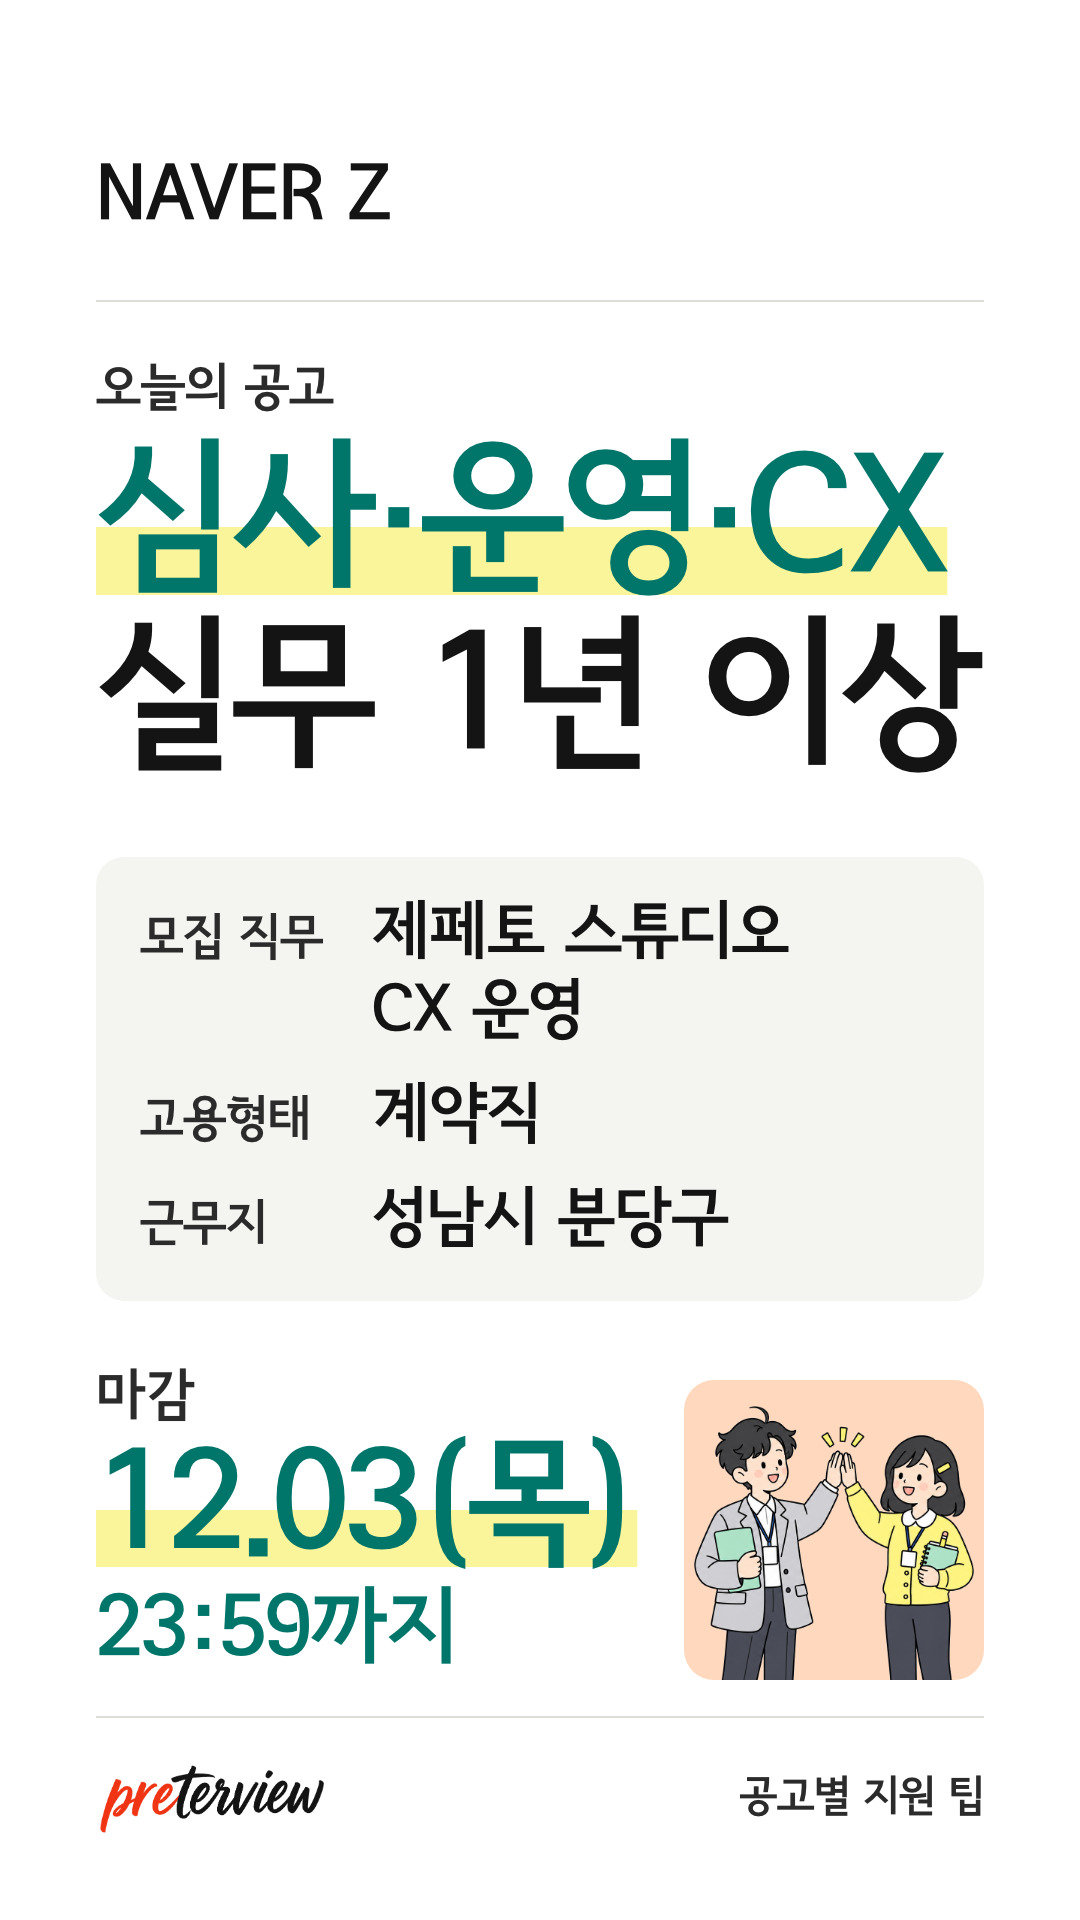 NAVER Z
오늘의 공고
심사·운영·CX
실무 1년 이상
모집 직무 제페토 스튜디오
CX 운영
고용형태 계약직
근무지 성남시 분당구
마감
12.03(목)
23:59까지
preterview
공고별 지원 팁